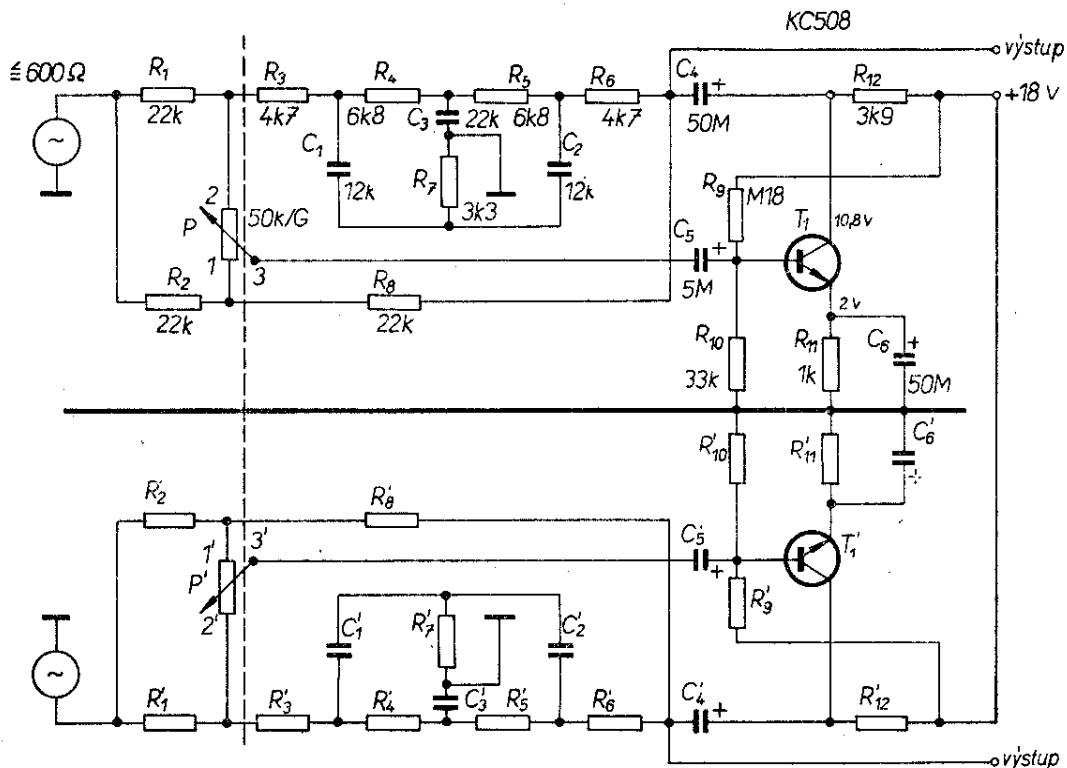 KC508
výstup
≦ 600 Ω
R1
R3
R4
R5
R6
C4
R12
+18 V
22k
4k7
6k8
C3
22k
6k8
4k7
50M
3k9
C1
C2
R7
12k
3k3
12k
R9
M18
2
50k/G
P
1
3
C5
5M
T1
10,8V
R2
22k
R8
22k
2V
R10
33k
R11
1k
C6
50M
R'10
R'11
C'6
R'2
R'8
1'
3'
P'
2'
C'5
T'1
R'9
C'1
R'7
C'2
R'1
R'3
R'4
C'3
R'5
R'6
C'4
R'12
výstup